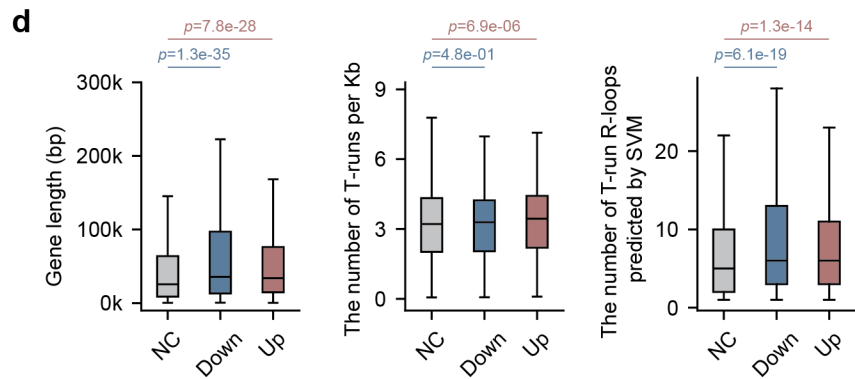 d
p=7.8e-28
p=1.3e-35
Gene length (bp)
300k
200k
100k
0k
NC
Down
Up
p=6.9e-06
p=4.8e-01
The number of T-runs per Kb
9
6
3
0
NC
Down
Up
p=1.3e-14
p=6.1e-19
The number of T-run R-loops
predicted by SVM
20
10
0
NC
Down
Up